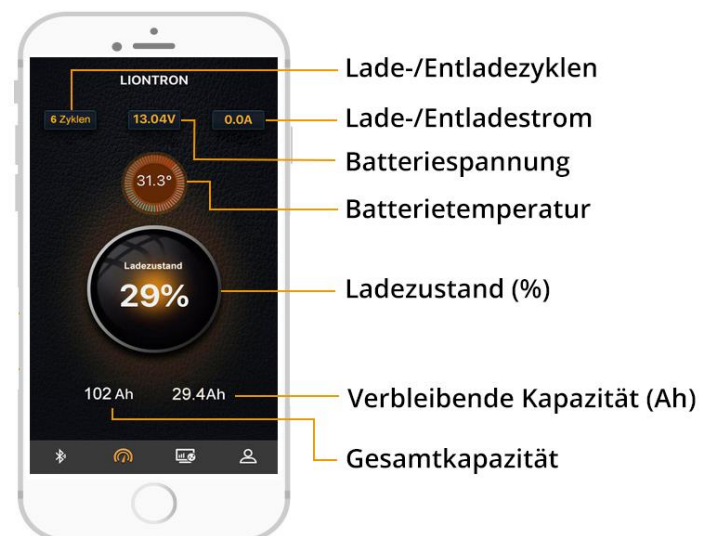 LIONTRON
6 Zyklen
13.04V
0.0A
31.3°
Ladezustand
29%
102 Ah
29.4Ah
Lade-/Entladezyklen
Lade-/Entladestrom
Batteriespannung
Batterietemperatur
Ladezustand (%)
Verbleibende Kapazität (Ah)
Gesamtkapazität